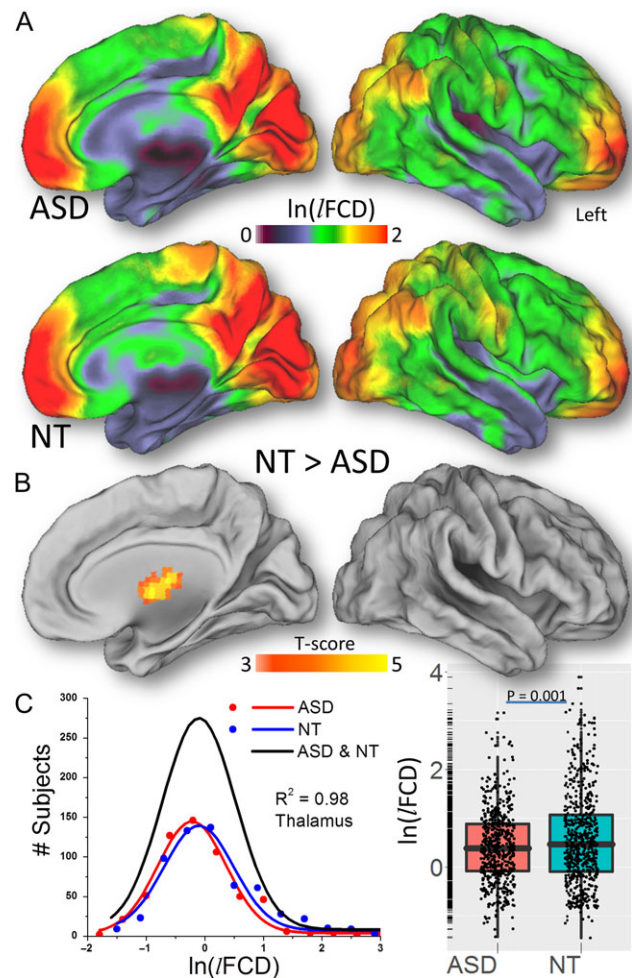 A
ASD
ln(lFCD)
0 2
Left
NT
NT > ASD
B
T-score
3 5
C
# Subjects
300
250
200
150
100
50
0
ASD
NT
ASD & NT
R² = 0.98
Thalamus
-2 -1 0 1 2 3
Ln(lFCD)
ln(lFCD)
4
2
0
P = 0.001
ASD NT